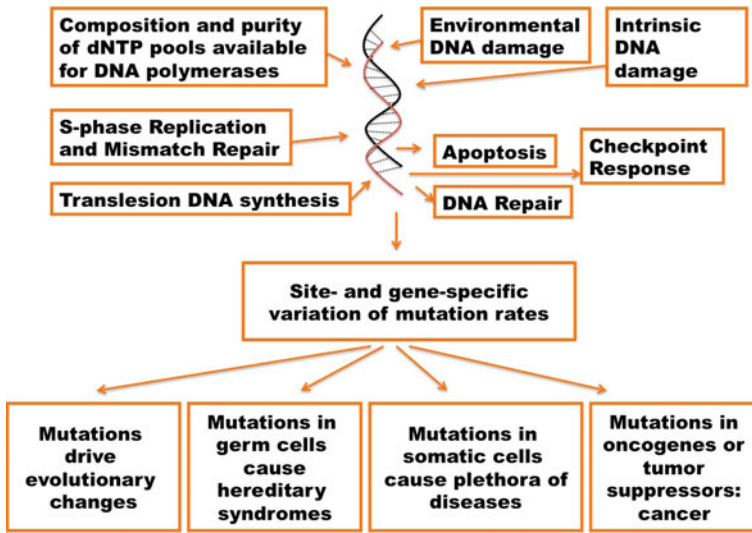 Composition and purity
of dNTP pools available
for DNA polymerases
Environmental
DNA damage
Intrinsic
DNA
damage
S-phase Replication
and Mismatch Repair
Apoptosis
Checkpoint
Response
Translesion DNA synthesis
DNA Repair
Site- and gene-specific
variation of mutation rates
Mutations
drive
evolutionary
changes
Mutations in
germ cells
cause
hereditary
syndromes
Mutations in
somatic cells
cause plethora of
diseases
Mutations in
oncogenes or
tumor
suppressors:
cancer